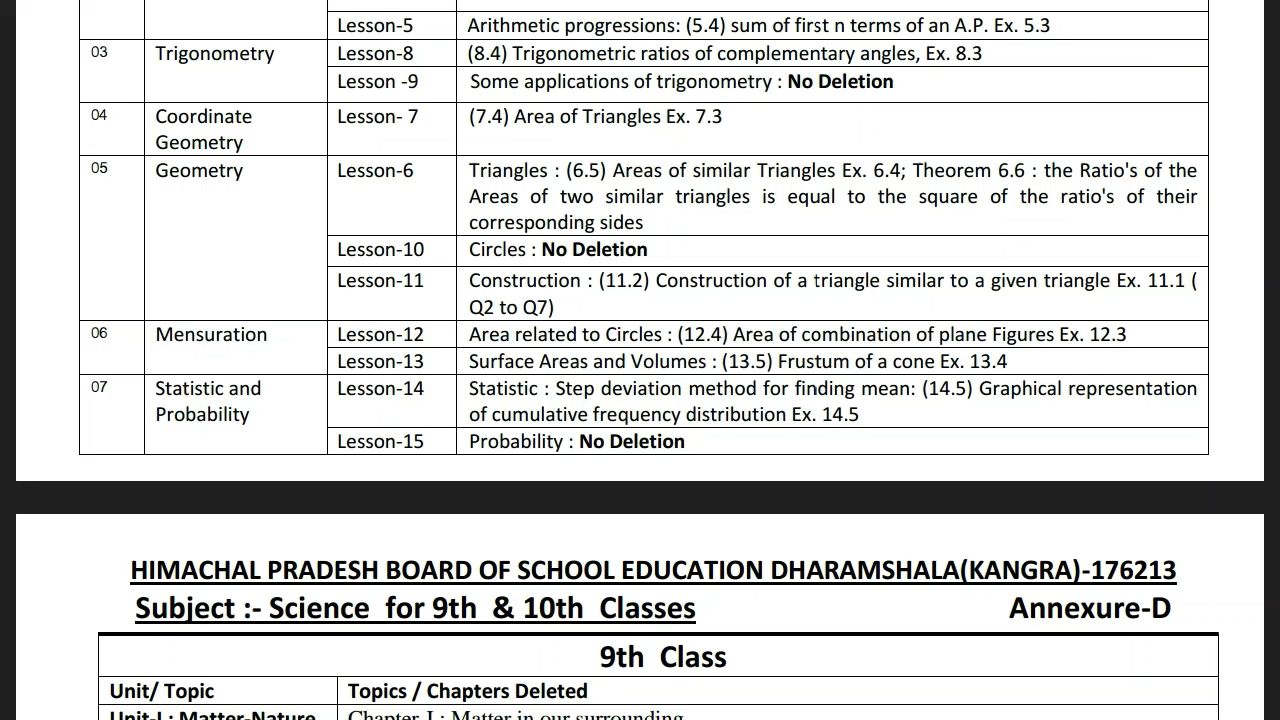 Lesson-5 Arithmetic progressions: (5.4) sum of first n terms of an A.P. Ex. 5.3
03 Trigonometry Lesson-8 (8.4) Trigonometric ratios of complementary angles, Ex. 8.3
Lesson -9 Some applications of trigonometry : No Deletion
04 Coordinate Lesson- 7 (7.4) Area of Triangles Ex. 7.3
Geometry
05 Geometry Lesson-6 Triangles : (6.5) Areas of similar Triangles Ex. 6.4; Theorem 6.6 : the Ratio's of the
Areas of two similar triangles is equal to the square of the ratio's of their
corresponding sides
Lesson-10 Circles : No Deletion
Lesson-11 Construction : (11.2) Construction of a triangle similar to a given triangle Ex. 11.1 (
Q2 to Q7)
06 Mensuration Lesson-12 Area related to Circles : (12.4) Area of combination of plane Figures Ex. 12.3
Lesson-13 Surface Areas and Volumes : (13.5) Frustum of a cone Ex. 13.4
07 Statistic and Lesson-14 Statistic : Step deviation method for finding mean: (14.5) Graphical representation
Probability of cumulative frequency distribution Ex. 14.5
Lesson-15 Probability : No Deletion
HIMACHAL PRADESH BOARD OF SCHOOL EDUCATION DHARAMSHALA(KANGRA)-176213
Subject :- Science for 9th & 10th Classes Annexure-D
9th Class
Unit/ Topic Topics / Chapters Deleted
Unit-I : Matter-Nature Chapter-I : Matter in our surrounding